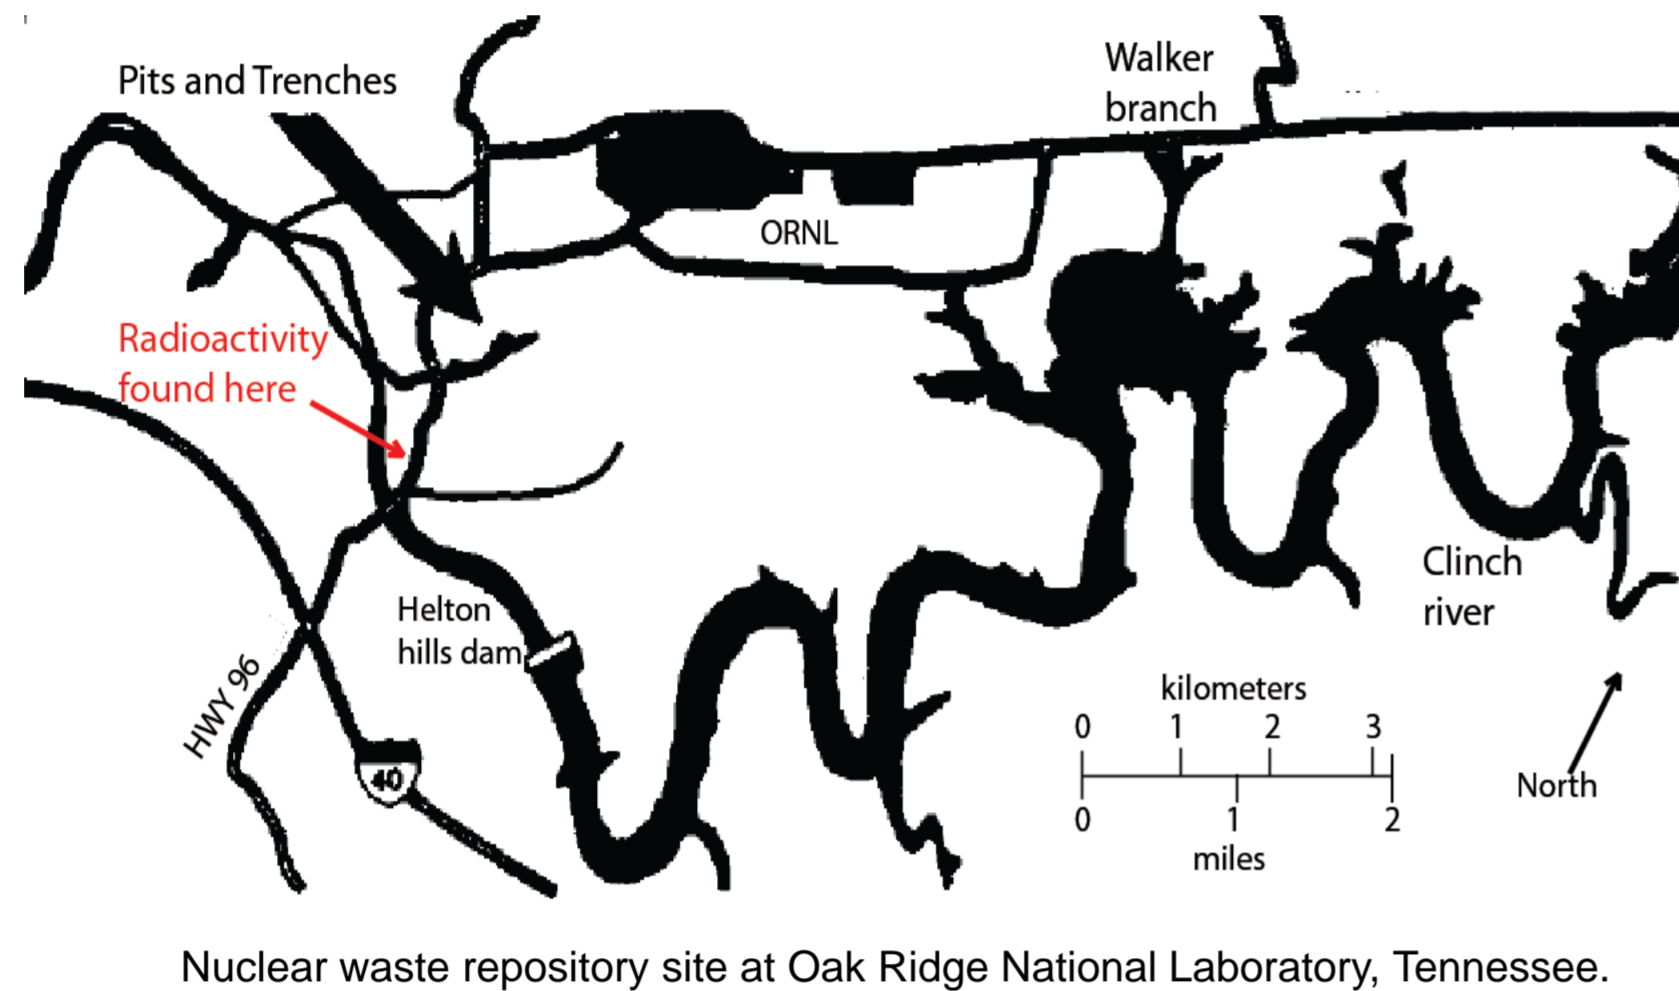 Pits and Trenches
Walker
branch
ORNL
Radioactivity
found here
Clinch
river
Helton
hills dam
HWY 96
40
kilometers
0 1 2 3
0 1 2
miles
North
Nuclear waste repository site at Oak Ridge National Laboratory, Tennessee.